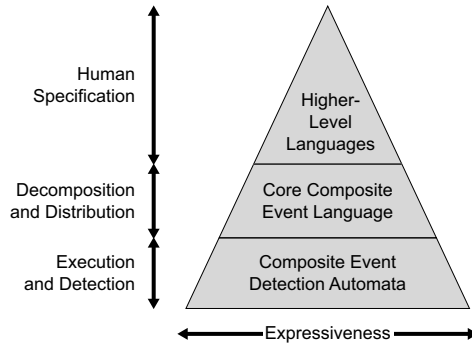 Human
Specification
Higher-
Level
Languages
Decomposition
and Distribution
Core Composite
Event Language
Execution
and Detection
Composite Event
Detection Automata
Expressiveness